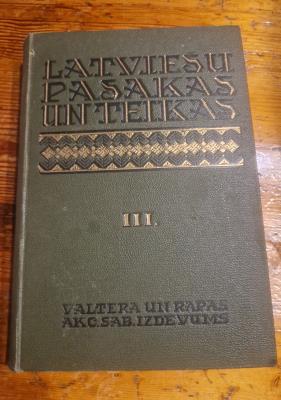 LATVIEŠU
PASAKAS
UN TEIKAS
III.
VALTERA UN RAPAS
AKC. SAB. IZDEVUMS